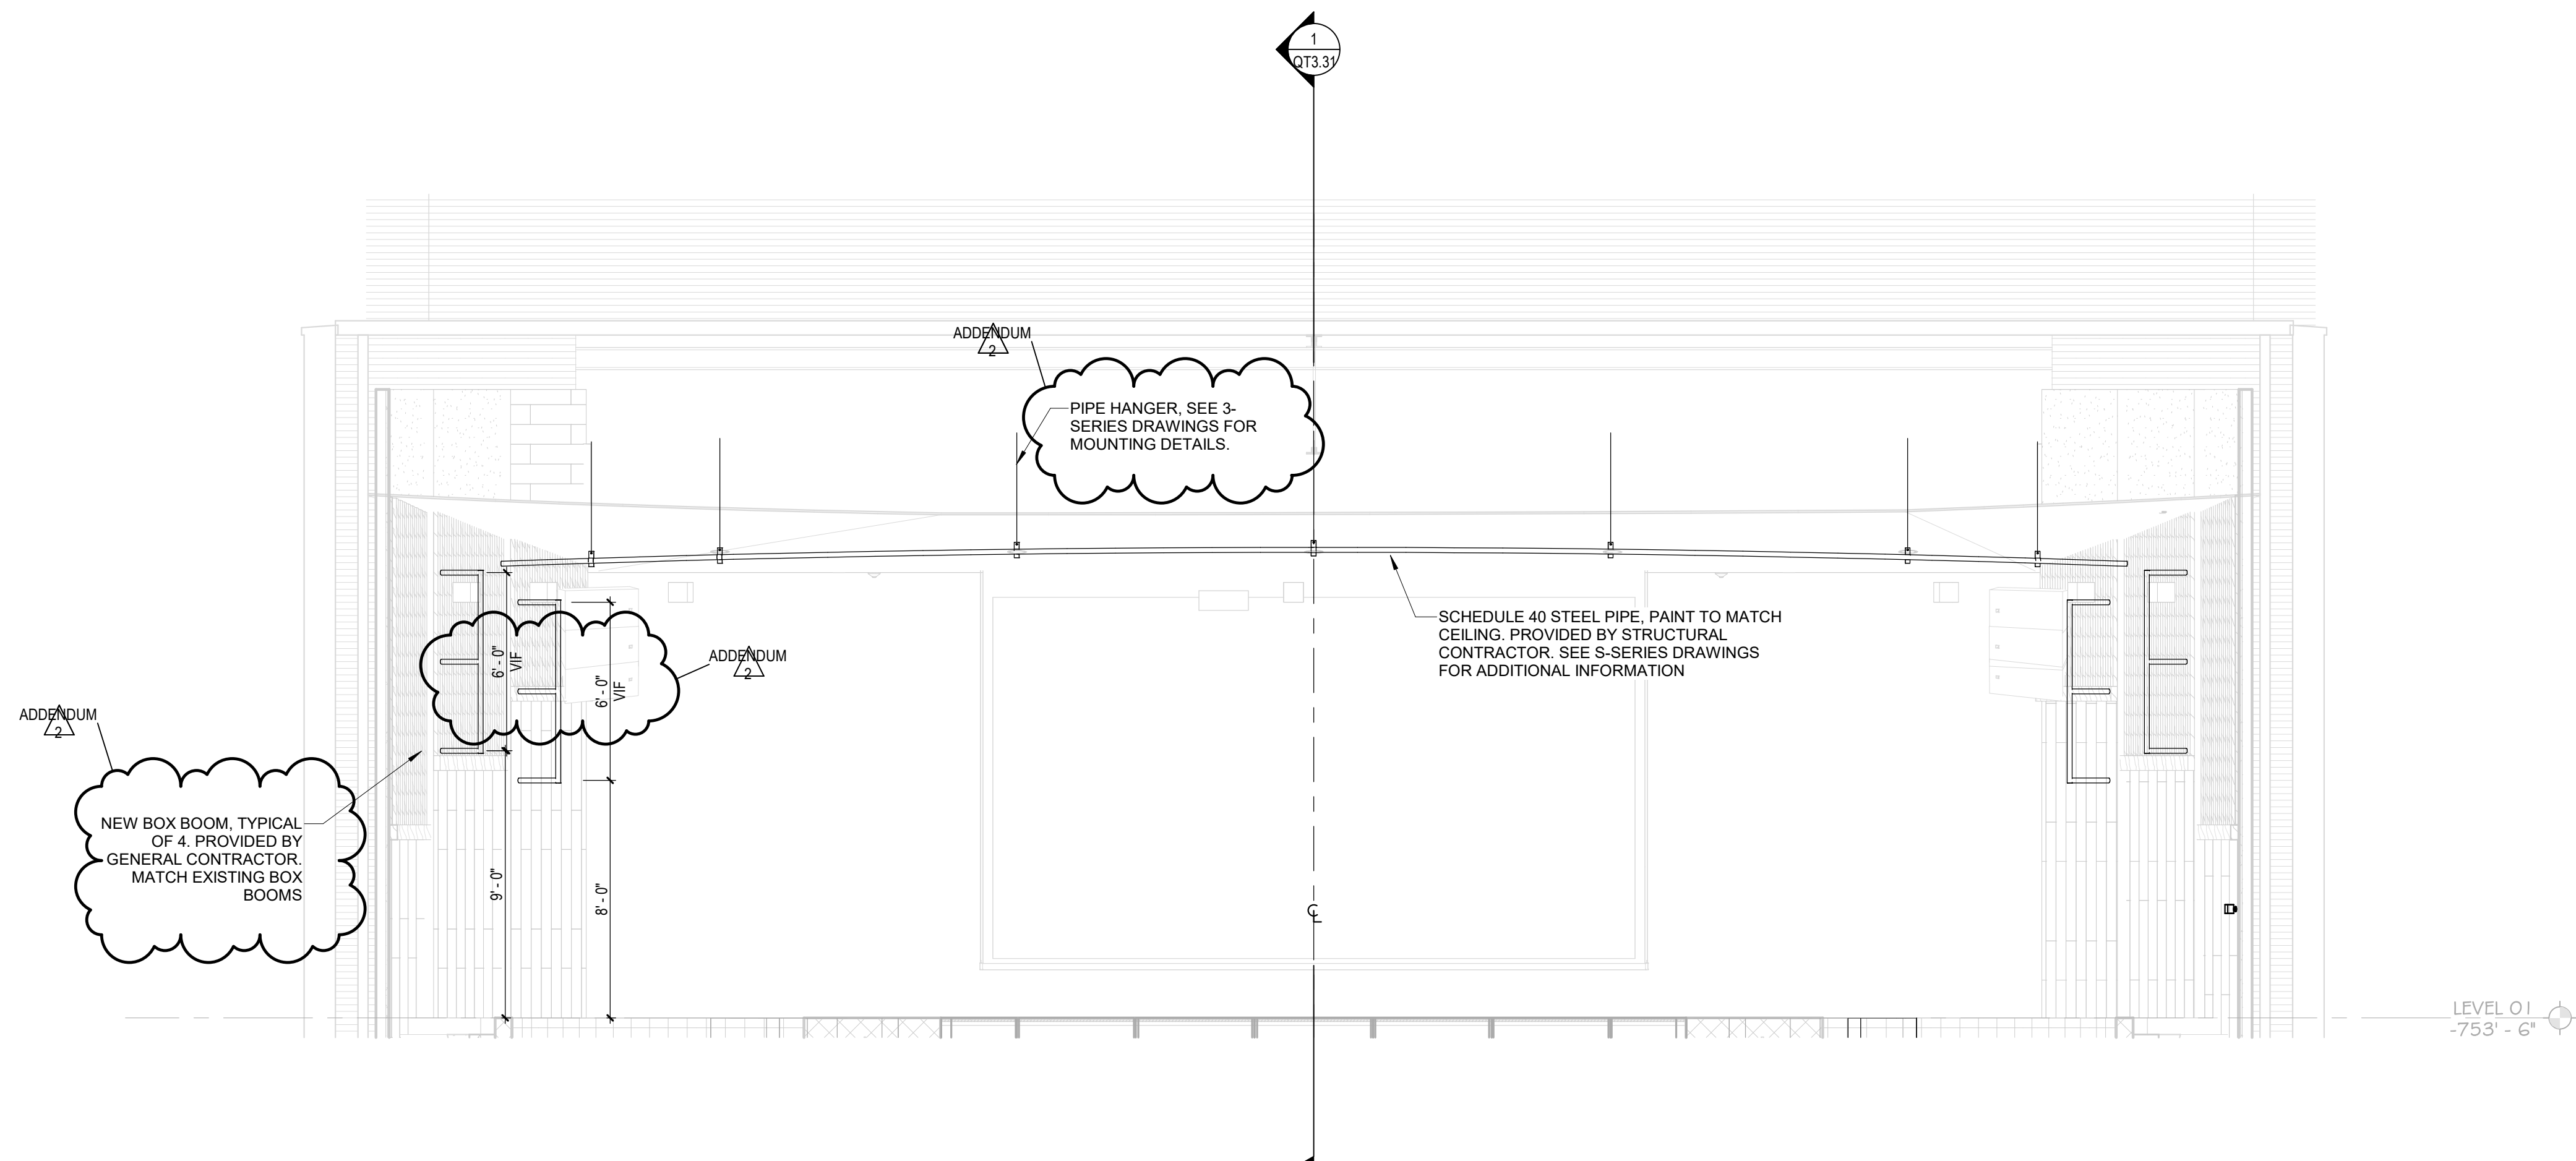 1
QT3.31
ADDENDUM
2
PIPE HANGER, SEE 3-
SERIES DRAWINGS FOR
MOUNTING DETAILS.
SCHEDULE 40 STEEL PIPE, PAINT TO MATCH
CEILING. PROVIDED BY STRUCTURAL
CONTRACTOR. SEE S-SERIES DRAWINGS
FOR ADDITIONAL INFORMATION
6' - 0"
VIF
6' - 0"
VIF
ADDENDUM
2
ADDENDUM
2
NEW BOX BOOM, TYPICAL
OF 4. PROVIDED BY
GENERAL CONTRACTOR.
MATCH EXISTING BOX
BOOMS
9' - 0"
8' - 0"
℄
LEVEL 01
-753' - 6"